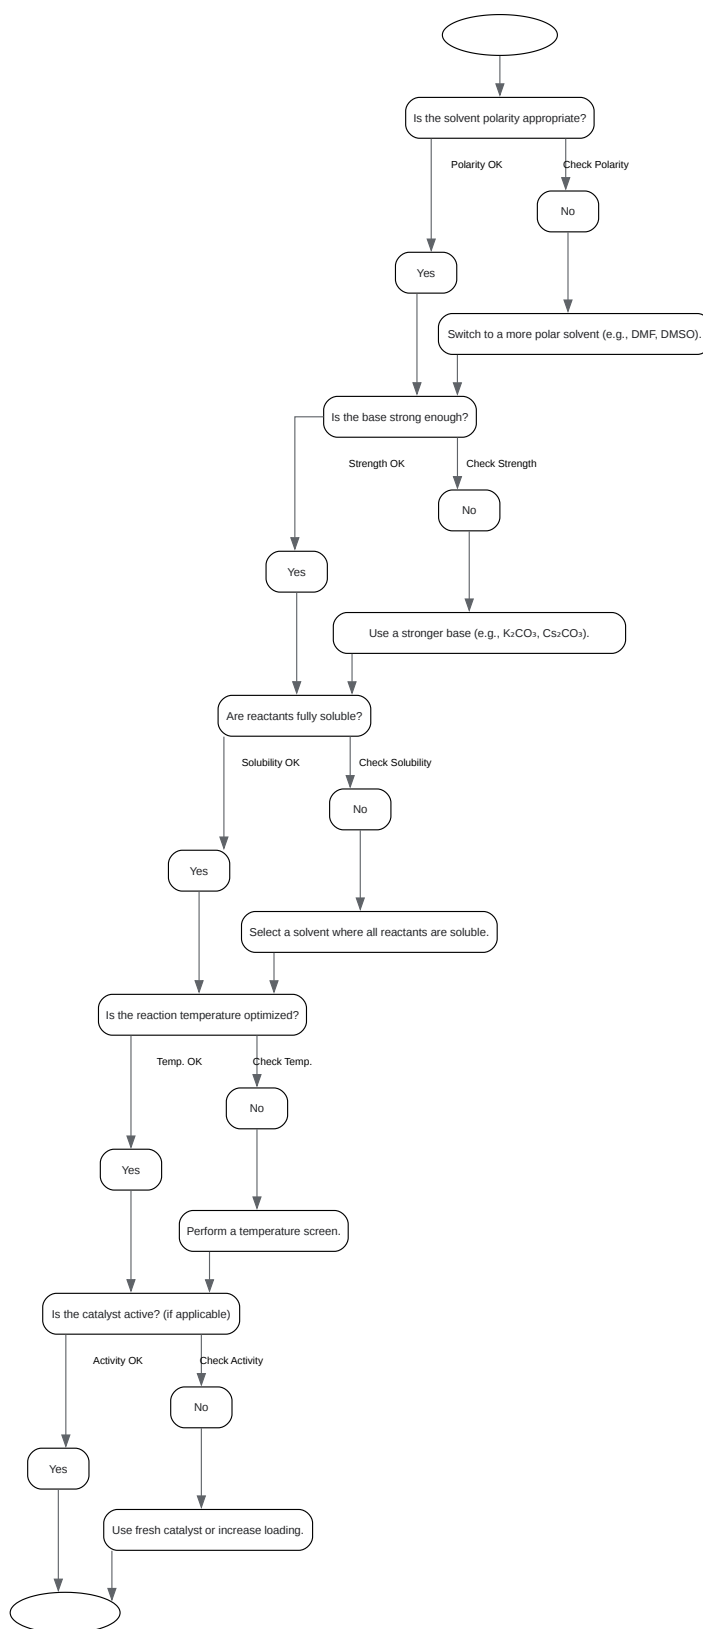 Is the solvent polarity appropriate?
Polarity OK
Check Polarity
No
Yes
Switch to a more polar solvent (e.g., DMF, DMSO).
Is the base strong enough?
Strength OK
Check Strength
No
Yes
Use a stronger base (e.g., K₂CO₃, Cs₂CO₃).
Are reactants fully soluble?
Solubility OK
Check Solubility
No
Yes
Select a solvent where all reactants are soluble.
Is the reaction temperature optimized?
Temp. OK
Check Temp.
No
Yes
Perform a temperature screen.
Is the catalyst active? (if applicable)
Activity OK
Check Activity
No
Yes
Use fresh catalyst or increase loading.